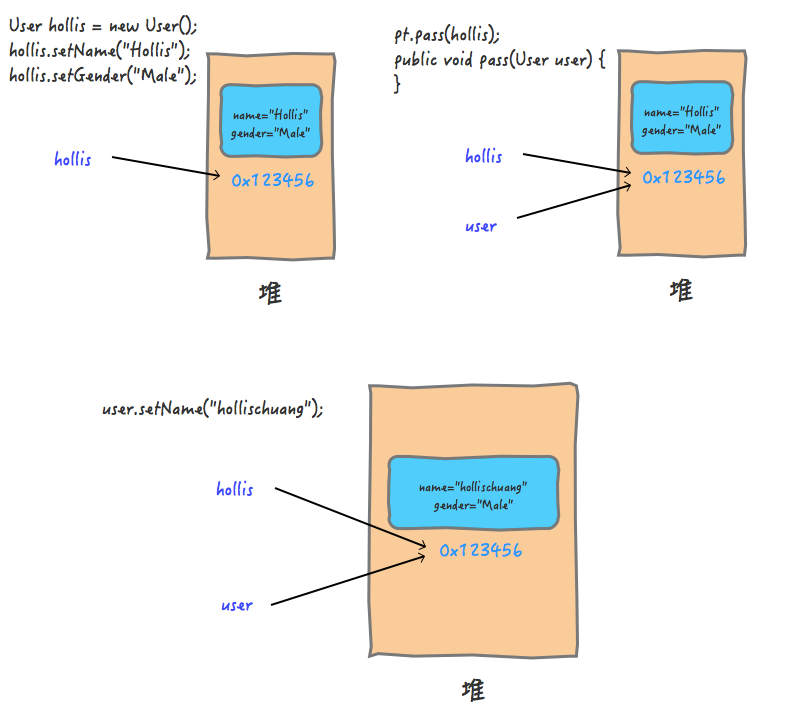 User hollis = new User();
hollis.setName("Hollis");
hollis.setGender("Male");
name="Hollis"
gender="Male"
hollis
0x123456
堆
pt.pass(hollis);
public void pass(User user) {
}
name="Hollis"
gender="Male"
hollis
0x123456
user
堆
user.setName("hollischuang");
name="hollischuang"
gender="Male"
hollis
0x123456
user
堆